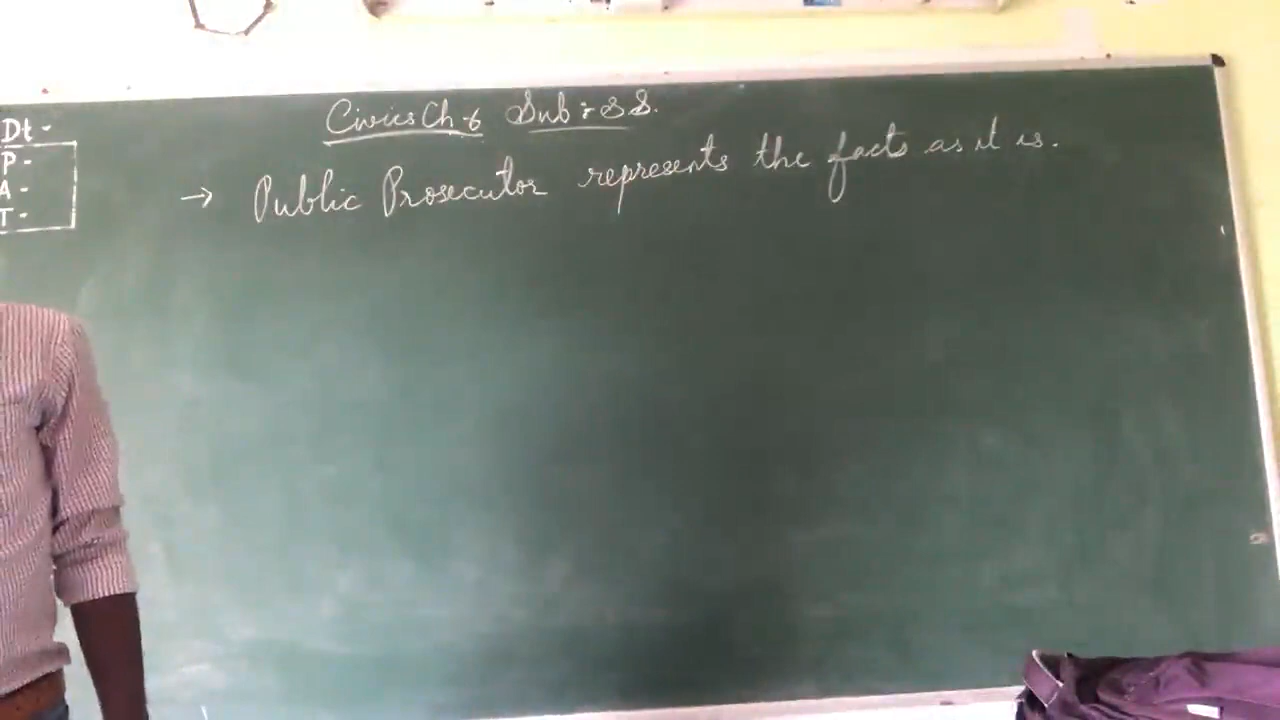 Civics Ch-6 Sub:S S.
Dt-
P-
A-
T-
→ Public Prosecutor represents the facts as it is.